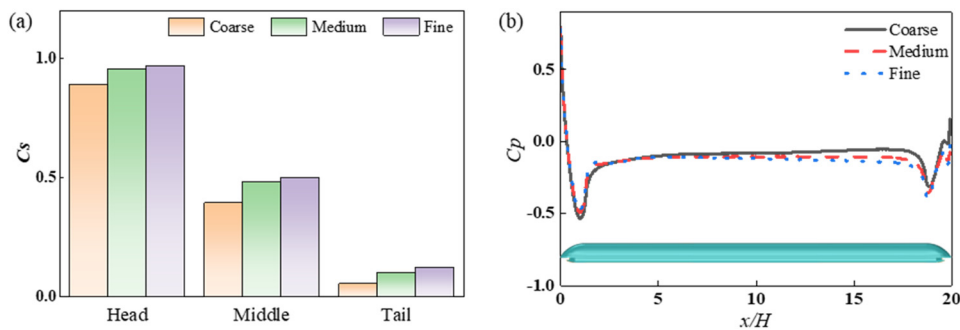 (a)
Coarse Medium Fine
1.0
0.5
0.0
Cs
Head Middle Tail
(b)
Coarse
Medium
Fine
0.5
0.0
-0.5
-1.0
Cp
0 5 10 15 20
x/H